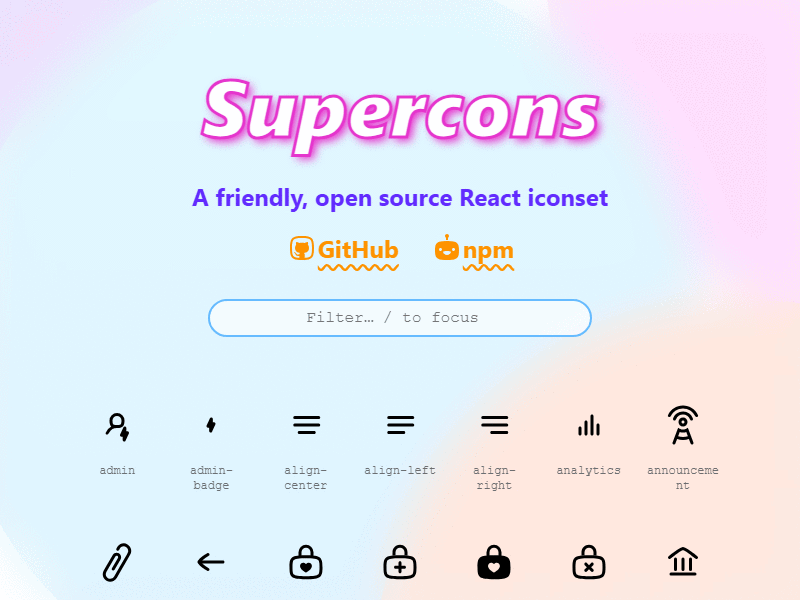 Supercons
A friendly, open source React iconset
GitHub npm
Filter… / to focus
admin admin- align- align-left align- analytics announceme
badge center right nt